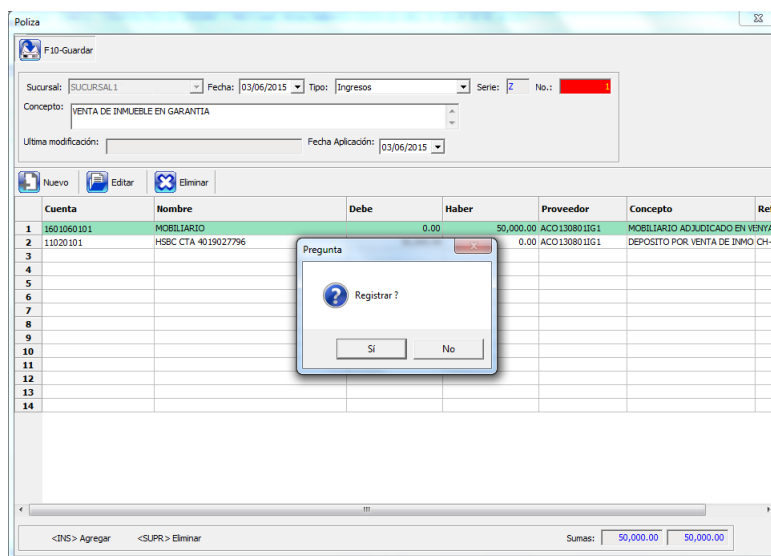 Poliza
F10-Guardar
Sucursal: SUCURSAL1 Fecha: 03/06/2015 Tipo: Ingresos Serie: Z No.: 1
Concepto: VENTA DE INMUEBLE EN GARANTIA
Ultima modificación: Fecha Aplicación: 03/06/2015
Nuevo Editar Eliminar
Cuenta Nombre Debe Haber Proveedor Concepto Ref
1 1601060101 MOBILIARIO 0.00 50,000.00 ACO130801IG1 MOBILIARIO ADJUDICADO EN VENYA
2 11020101 HSBC CTA 4019027796 0.00 ACO130801IG1 DEPOSITO POR VENTA DE INMO CH-
3
4
5
6
7
8
9
10
11
12
13
14
Pregunta
Registrar ?
Sí No
<INS> Agregar <SUPR> Eliminar Sumas: 50,000.00 50,000.00